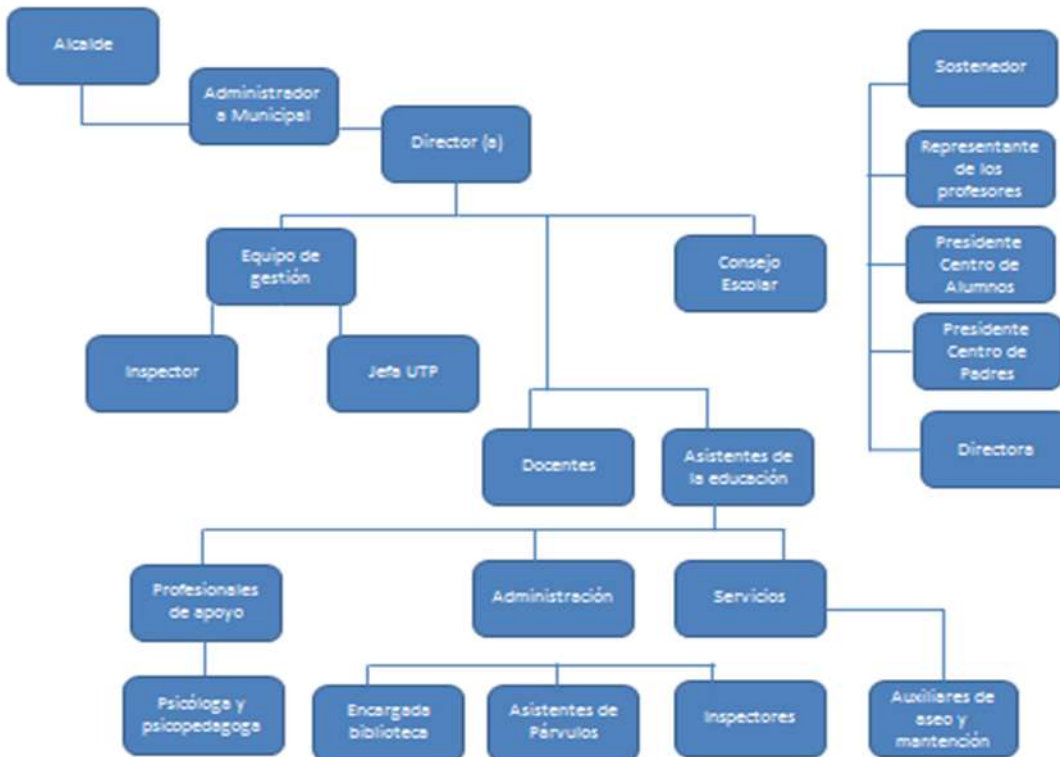 Alcalde
Administrador
a Municipal
Director (a)
Sostenedor
Representante
de los
profesores
Equipo de
gestión
Consejo
Escolar
Presidente
Centro de
Alumnos
Inspector
Jefa UTP
Presidente
Centro de
Padres
Docentes
Asistentes de
la educación
Directora
Profesionales
de apoyo
Administración
Servicios
Psicóloga y
psicopedagoga
Encargada
biblioteca
Asistentes de
Párvulos
Inspectores
Auxiliares de
aseo y
mantención